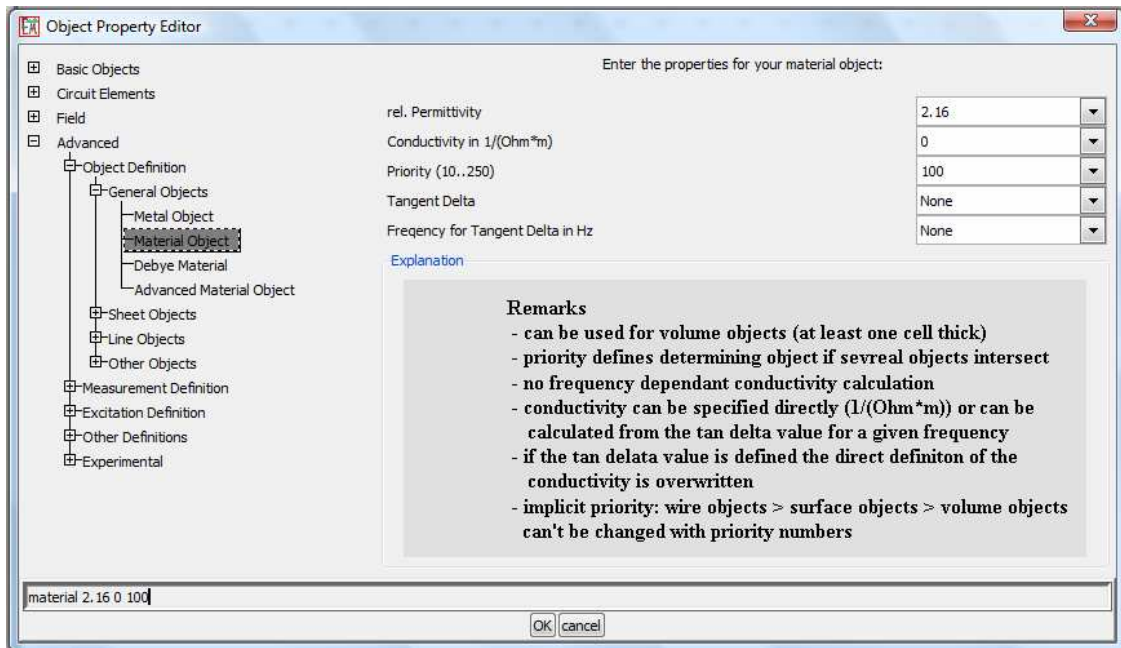 Object Property Editor
Basic Objects
Circuit Elements
Field
Advanced
Object Definition
General Objects
Metal Object
Material Object
Debye Material
Advanced Material Object
Sheet Objects
Line Objects
Other Objects
Measurement Definition
Excitation Definition
Other Definitions
Experimental
Enter the properties for your material object:
rel. Permittivity 2.16
Conductivity in 1/(Ohm*m) 0
Priority (10..250) 100
Tangent Delta None
Freqency for Tangent Delta in Hz None
Explanation
Remarks
- can be used for volume objects (at least one cell thick)
- priority defines determining object if sevreal objects intersect
- no frequency dependant conductivity calculation
- conductivity can be specified directly (1/(Ohm*m)) or can be
calculated from the tan delta value for a given frequency
- if the tan delata value is defined the direct definiton of the
conductivity is overwritten
- implicit priority: wire objects > surface objects > volume objects
can't be changed with priority numbers
material 2.16 0 100
OK cancel